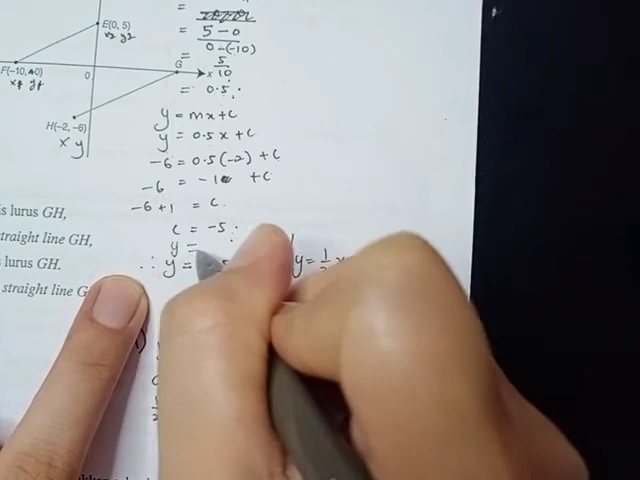 =
= 5 - 0
0 - (-10)
= 5
10
= 0.5
E(0, 5)
x2 y2
F(-10, 0)
x1 y1
0
G
x
H(-2, -6)
x y
y = mx + c
y = 0.5x + c
-6 = 0.5(-2) + c
-6 = -1 + c
-6 + 1 = c
c = -5
y =
∴ y =
y = 1
is lurus GH,
straight line GH,
s lurus GH.
straight line G